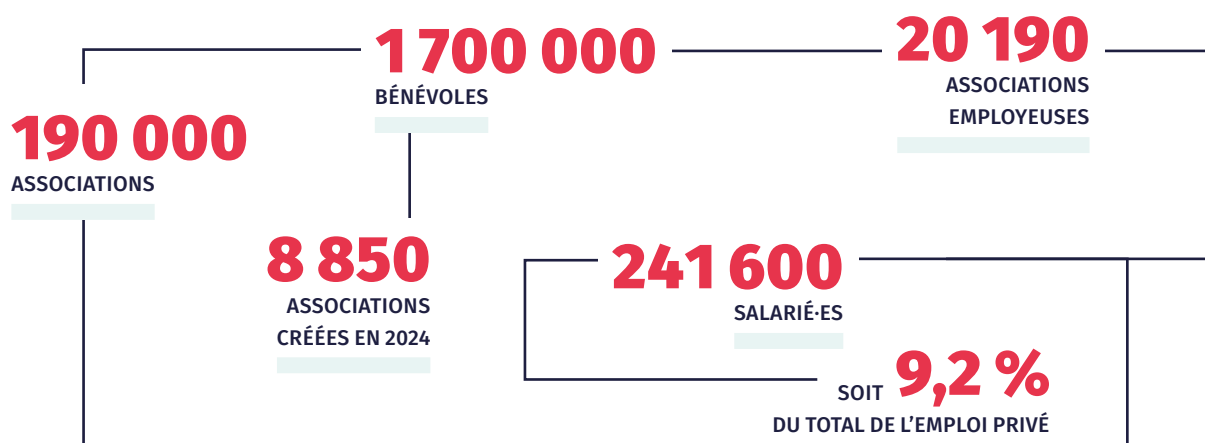 1 700 000
BÉNÉVOLES
20 190
ASSOCIATIONS
EMPLOYEUSES
190 000
ASSOCIATIONS
8 850
ASSOCIATIONS
CRÉÉES EN 2024
241 600
SALARIÉ·ES
SOIT 9,2 %
DU TOTAL DE L’EMPLOI PRIVÉ